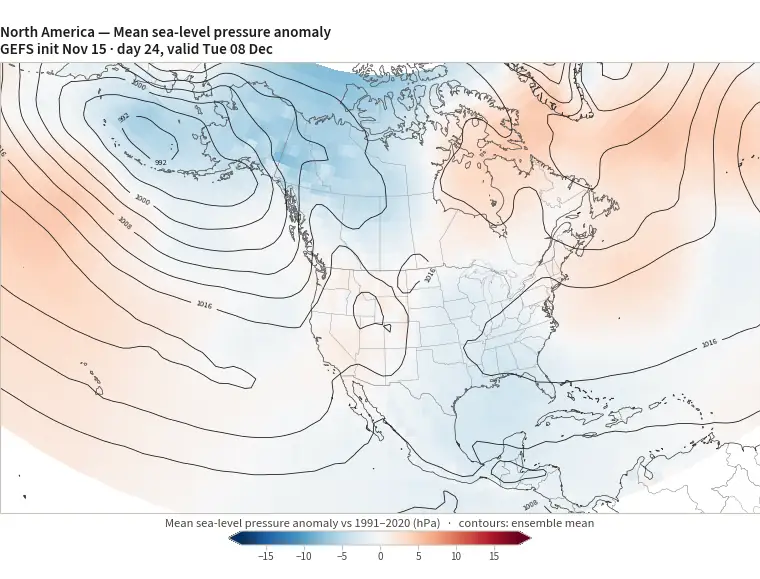 North America — Mean sea-level pressure anomaly
GEFS init Nov 15 · day 24, valid Tue 08 Dec
1000
992
992
1000
1008
1016
1016
1016
1008
Mean sea-level pressure anomaly vs 1991–2020 (hPa) · contours: ensemble mean
−15 −10 −5 0 5 10 15